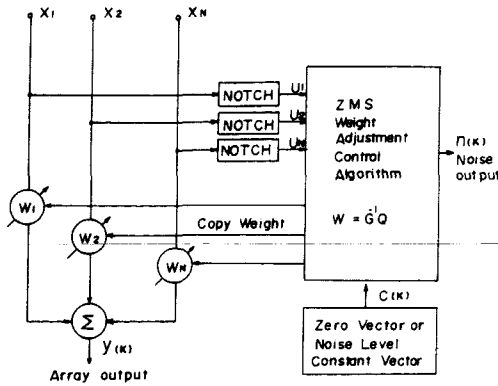 X1
X2
XN
NOTCH
U1
NOTCH
U2
NOTCH
UN
ZMS
Weight
Adjustment
Control
Algorithm
W = G⁻¹Q
n(K)
Noise
output
W1
Copy Weight
W2
WN
Σ
y(K)
Array output
C(K)
Zero Vector or
Noise Level
Constant Vector